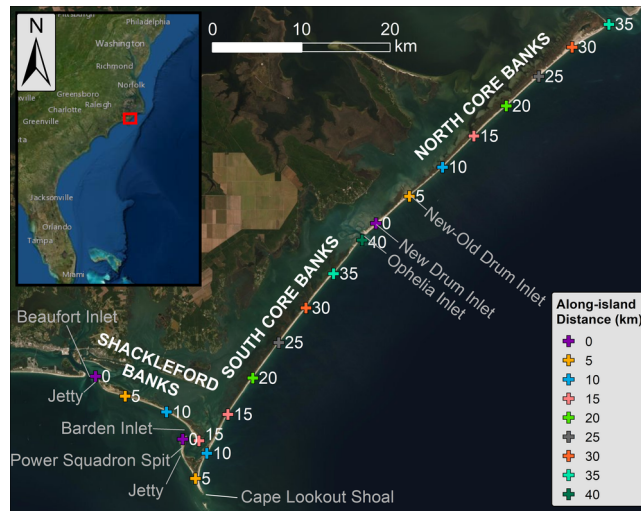 N
Pittsburgh
Philadelphia
Washington
Richmond
Norfolk
Greensboro
Raleigh
Charlotte
Greenville
Jacksonville
Orlando
Tampa
Miami
0 20
km
35
30
25
20
15
10
5
0
NORTH CORE BANKS
New-Old Drum Inlet
New Drum Inlet
Ophelia Inlet
40
35
30
25
20
15
10
5
0
SOUTH CORE BANKS
Beaufort Inlet
SHACKLEFORD
BANKS
0
5
10
15
Jetty
Barden Inlet
Power Squadron Spit
Jetty
Cape Lookout Shoal
Along-island
Distance (km)
0
5
10
15
20
25
30
35
40